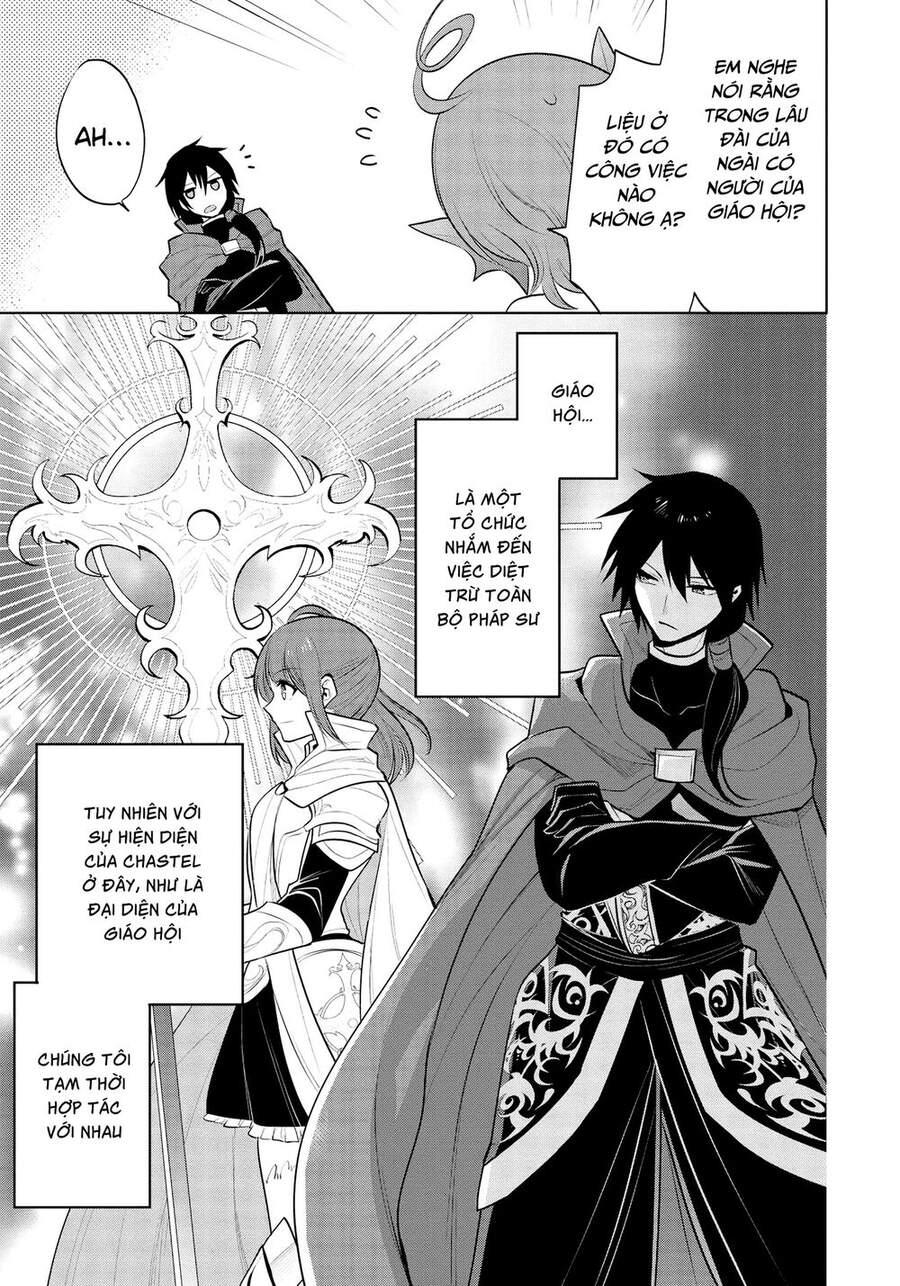 EM NGHE
NÓI RẰNG
TRONG LÂU
ĐÀI CỦA
NGÀI CÓ
NGƯỜI CỦA
GIÁO HỘI?
LIỆU Ở
ĐÓ CÓ
CÔNG VIỆC
NÀO
KHÔNG Ạ?
AH...
GIÁO
HỘI...
LÀ MỘT
TỔ CHỨC
NHẮM ĐẾN
VIỆC DIỆT
TRỪ TOÀN
BỘ PHÁP SƯ
TUY NHIÊN VỚI
SỰ HIỆN DIỆN
CỦA CHASTEL
Ở ĐÂY, NHƯ LÀ
ĐẠI DIỆN CỦA
GIÁO HỘI
CHÚNG TÔI
TẠM THỜI
HỢP TÁC
VỚI NHAU